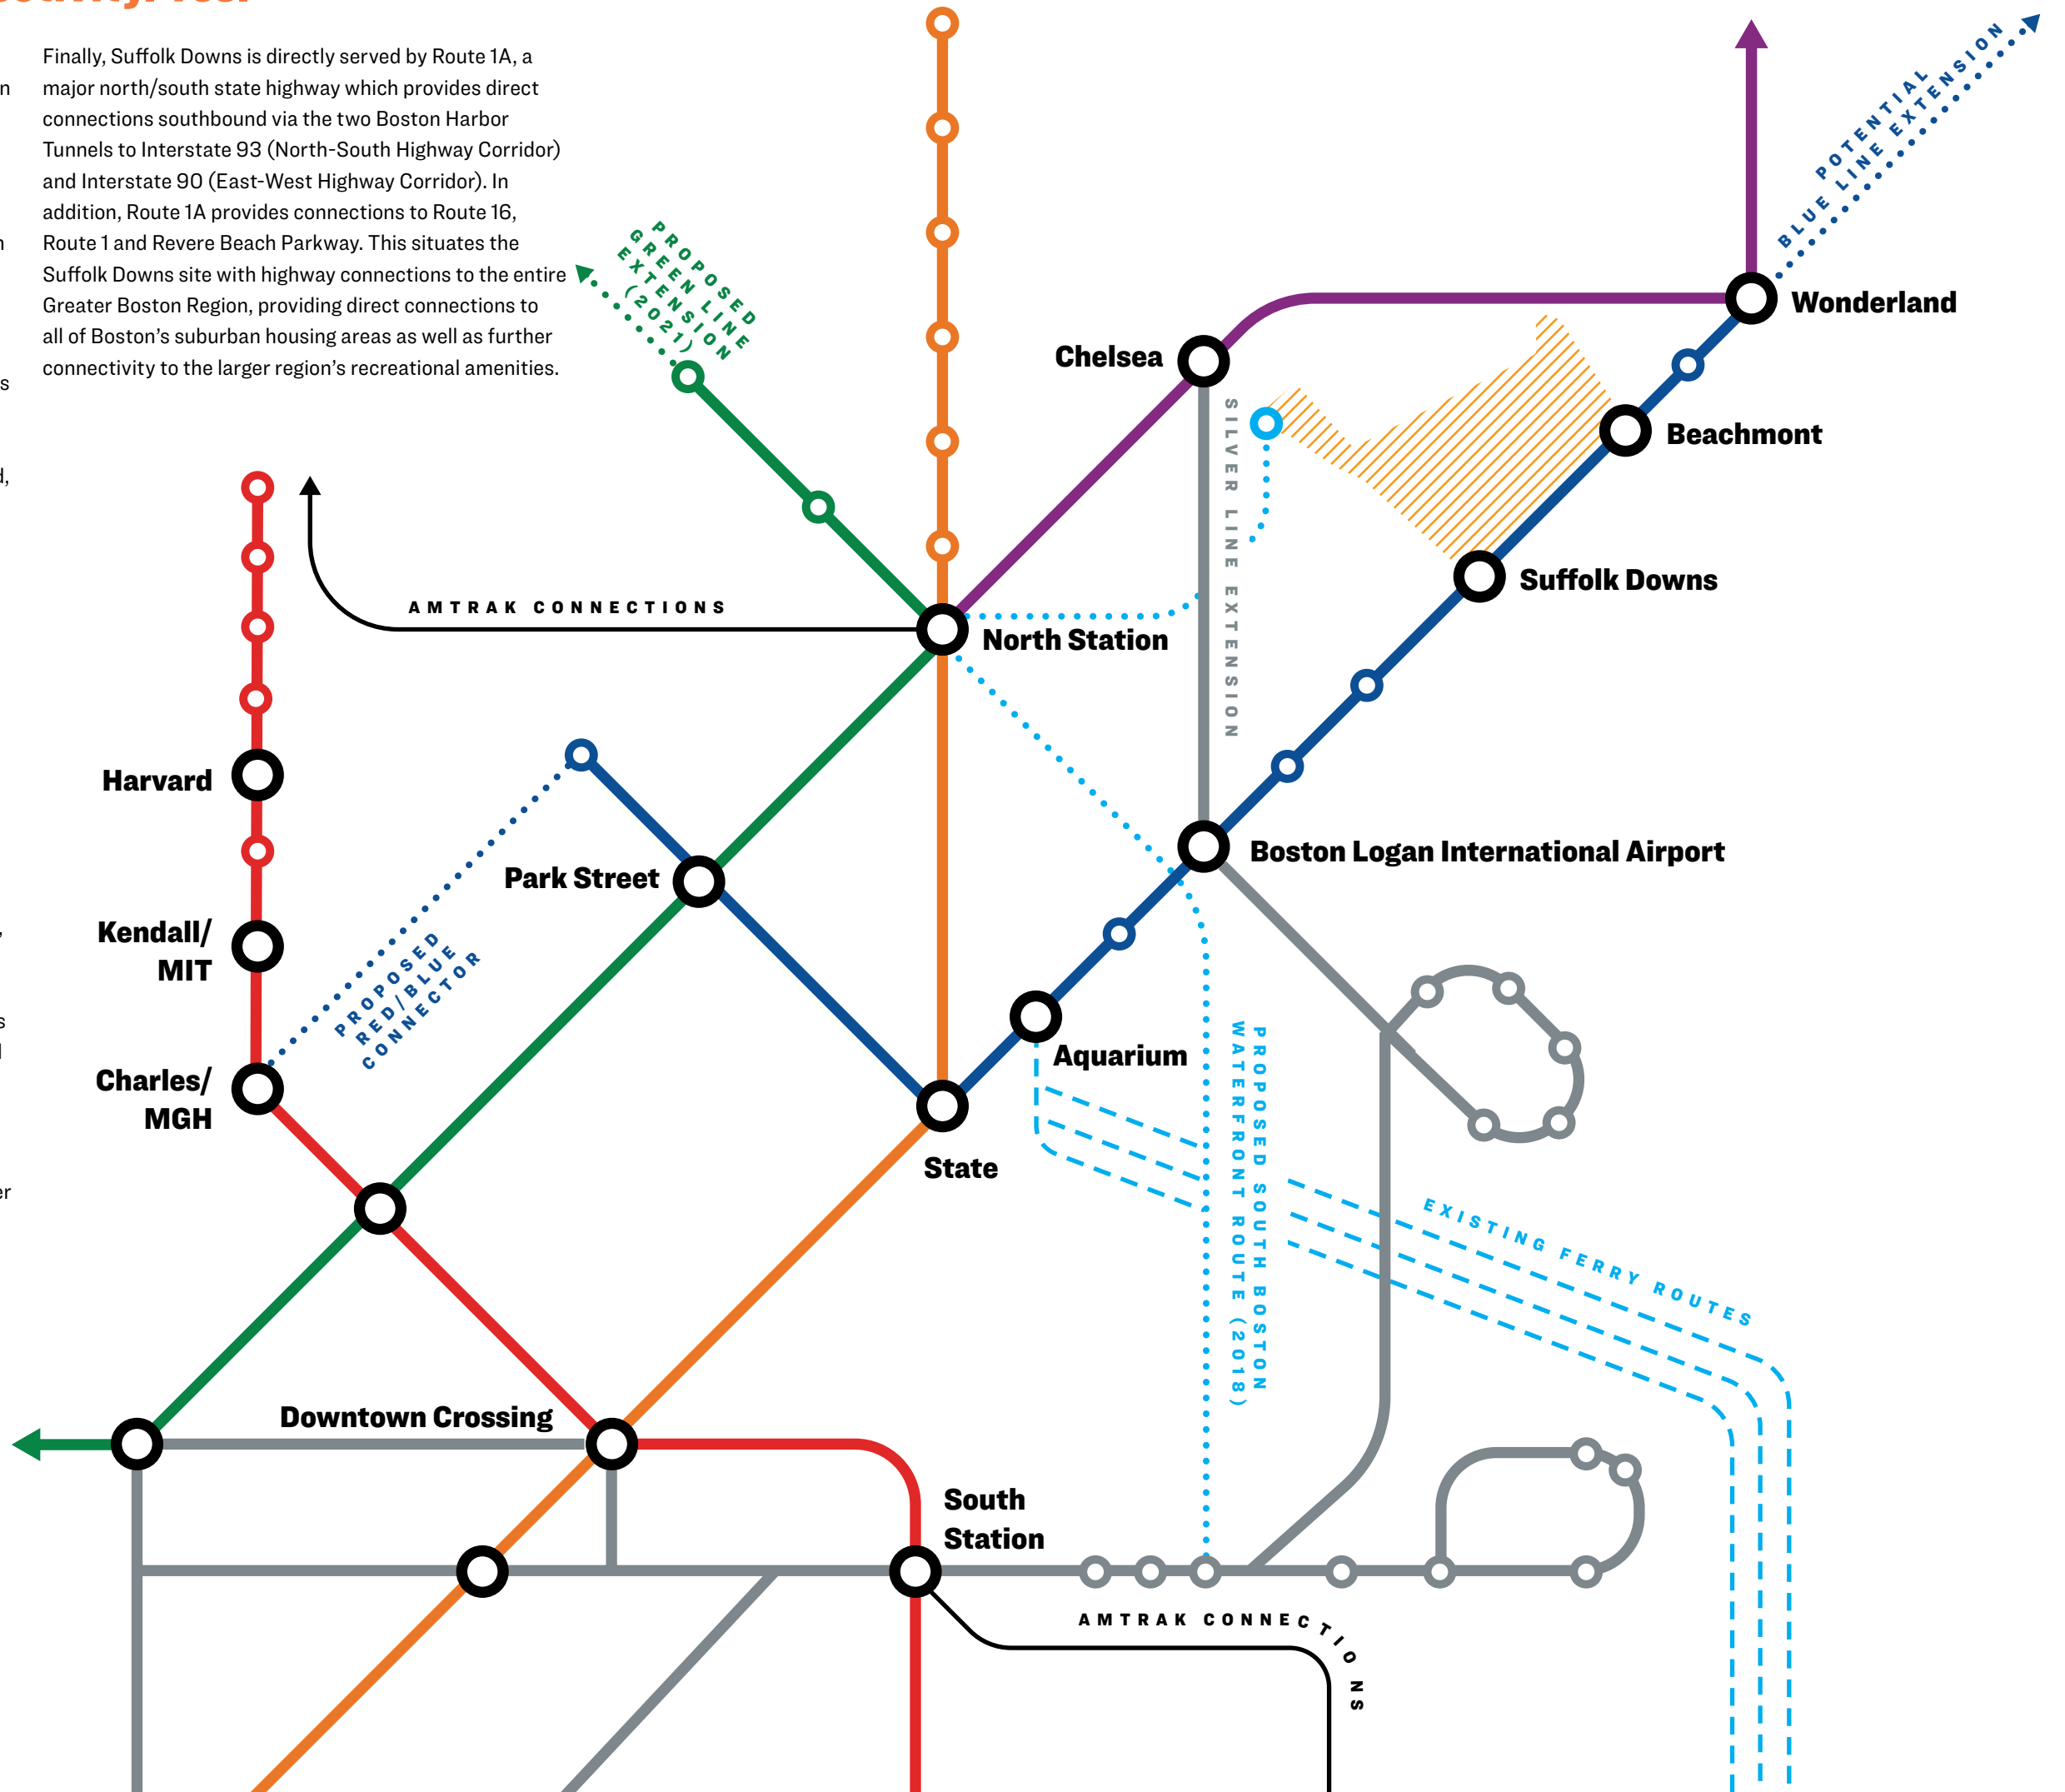 Finally, Suffolk Downs is directly served by Route 1A, a
major north/south state highway which provides direct
connections southbound via the two Boston Harbor
Tunnels to Interstate 93 (North-South Highway Corridor)
and Interstate 90 (East-West Highway Corridor). In
addition, Route 1A provides connections to Route 16,
Route 1 and Revere Beach Parkway. This situates the
Suffolk Downs site with highway connections to the entire
Greater Boston Region, providing direct connections to
all of Boston’s suburban housing areas as well as further
connectivity to the larger region’s recreational amenities.
PROPOSED
GREEN LINE
EXTENSION
(2021)
POTENTIAL
BLUE LINE EXTENSION
Wonderland
Chelsea
Beachmont
SILVER LINE EXTENSION
Suffolk Downs
AMTRAK CONNECTIONS
North Station
Harvard
Park Street
Boston Logan International Airport
Kendall/
MIT
PROPOSED
RED/BLUE
CONNECTOR
Aquarium
Charles/
MGH
State
PROPOSED SOUTH BOSTON
WATERFRONT ROUTE (2018)
EXISTING FERRY ROUTES
Downtown Crossing
South
Station
AMTRAK CONNECTIONS